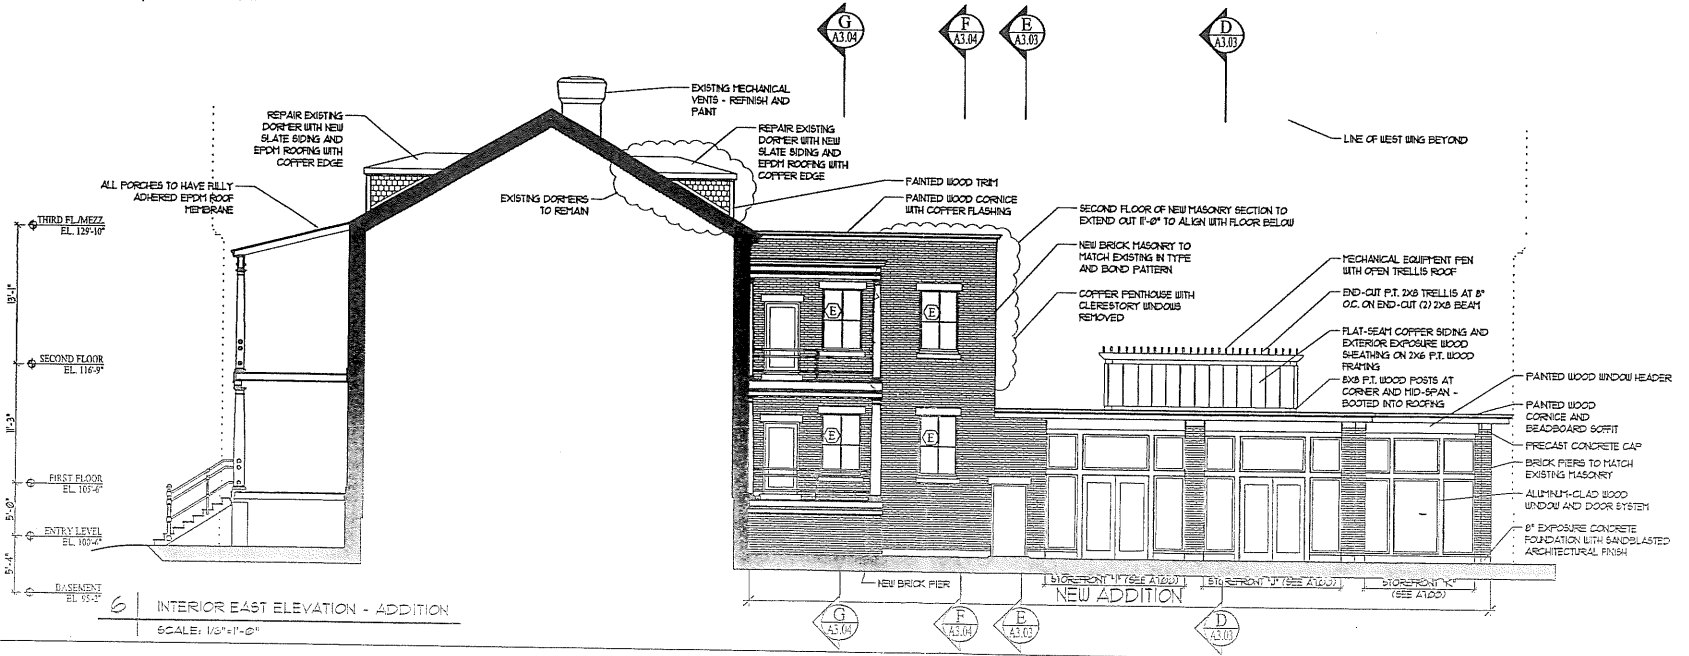 G
A3.04
F
A3.04
E
A3.03
D
A3.03
EXISTING MECHANICAL
VENTS - REFINISH AND
PAINT
REPAIR EXISTING
DORMER WITH NEW
SLATE SIDING AND
EPDM ROOFING WITH
COPPER EDGE
REPAIR EXISTING
DORMER WITH NEW
SLATE SIDING AND
EPDM ROOFING WITH
COPPER EDGE
LINE OF WEST WING BEYOND
ALL PORCHES TO HAVE FULLY
ADHERED EPDM ROOF
MEMBRANE
EXISTING DORMERS
TO REMAIN
PAINTED WOOD TRIM
PAINTED WOOD CORNICE
WITH COPPER FLASHING
SECOND FLOOR OF NEW MASONRY SECTION TO
EXTEND OUT 11'-0" TO ALIGN WITH FLOOR BELOW
NEW BRICK MASONRY TO
MATCH EXISTING IN TYPE
AND BOND PATTERN
COPPER PENTHOUSE WITH
CLERESTORY WINDOWS
REMOVED
MECHANICAL EQUIPMENT PEN
WITH OPEN TRELLIS ROOF
END-CUT P.T. 2X8 TRELLIS AT 8"
O.C. ON END-CUT (2) 2X8 BEAM
FLAT-SEAM COPPER SIDING AND
EXTERIOR EXPOSURE WOOD
SHEATHING ON 2X6 P.T. WOOD
FRAMING
8X8 P.T. WOOD POSTS AT
CORNER AND MID-SPAN -
BOOTED INTO ROOFING
PAINTED WOOD WINDOW HEADER
PAINTED WOOD
CORNICE AND
BEADBOARD SOFFIT
PRECAST CONCRETE CAP
BRICK PIERS TO MATCH
EXISTING MASONRY
ALUMINUM-CLAD WOOD
WINDOW AND DOOR SYSTEM
8" EXPOSURE CONCRETE
FOUNDATION WITH SANDBLASTED
ARCHITECTURAL FINISH
THIRD FL./MEZZ.
EL. 129'-10"
13'-1"
SECOND FLOOR
EL. 116'-9"
11'-3"
FIRST FLOOR
EL. 105'-6"
5'-0"
ENTRY LEVEL
EL. 100'-6"
5'-4"
BASEMENT
EL. 95'-2"
E
E
E
E
NEW BRICK PIER
STOREFRONT "I" (SEE A7.00)
STOREFRONT "J" (SEE A7.00)
STOREFRONT "K"
(SEE A7.00)
NEW ADDITION
6
INTERIOR EAST ELEVATION - ADDITION
SCALE: 1/8"=1'-0"
G
A3.04
F
A3.04
E
A3.03
D
A3.03